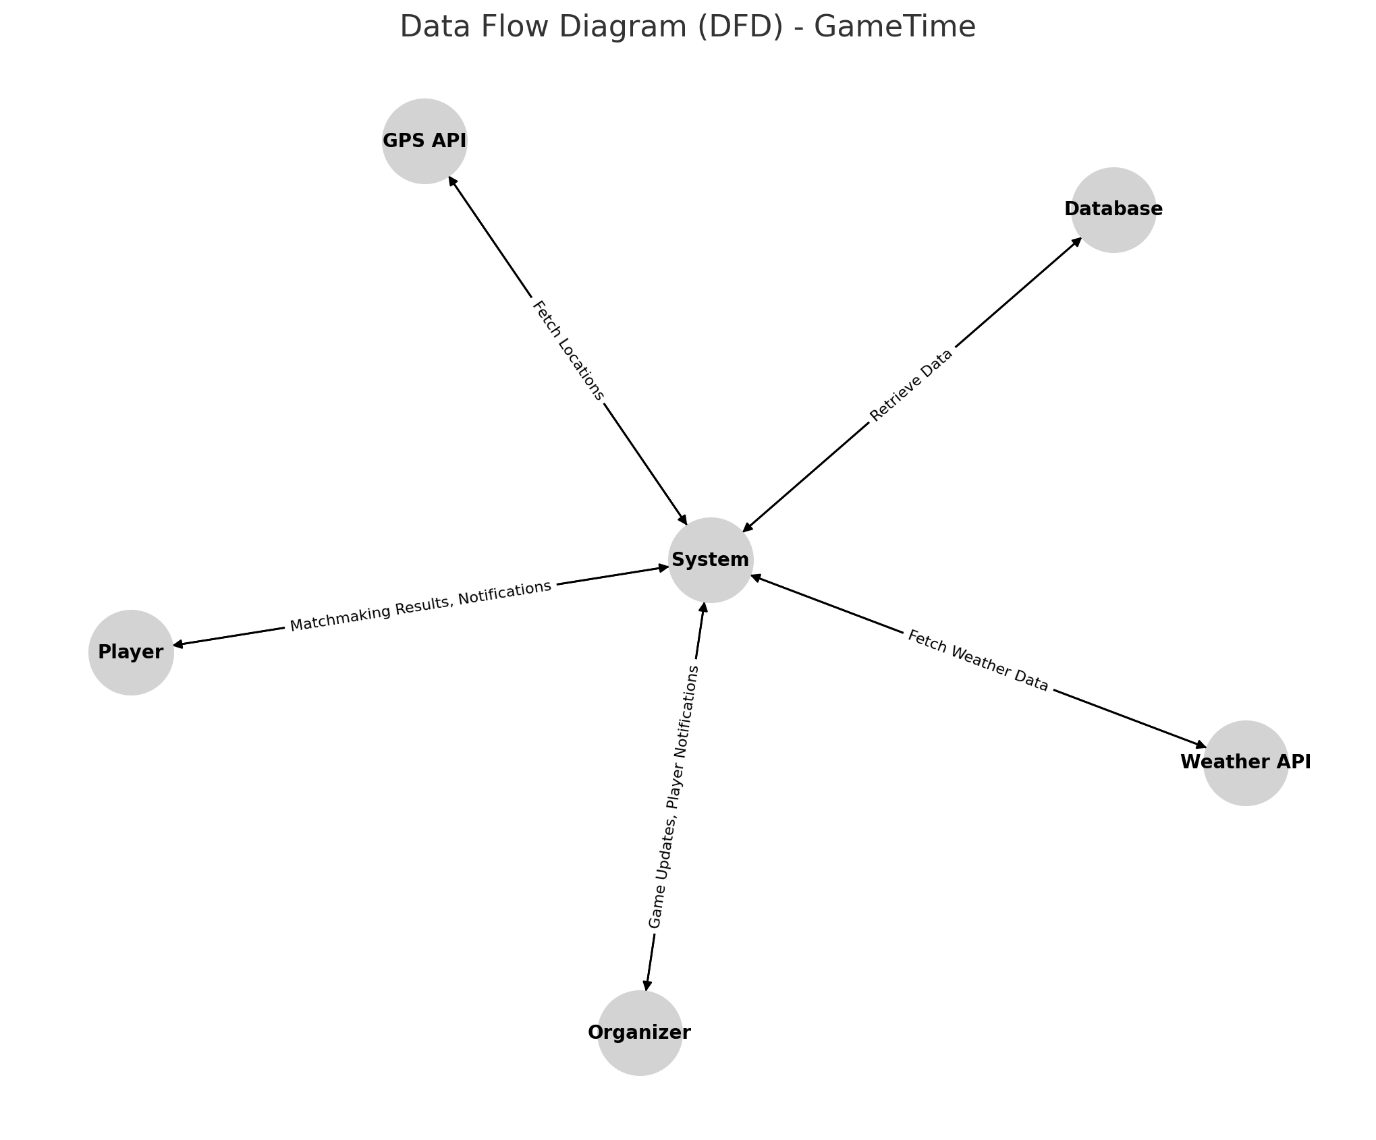 Data Flow Diagram (DFD) - GameTime
GPS API
Database
Fetch Locations
Retrieve Data
System
Matchmaking Results, Notifications
Player
Fetch Weather Data
Game Updates, Player Notifications
Weather API
Organizer